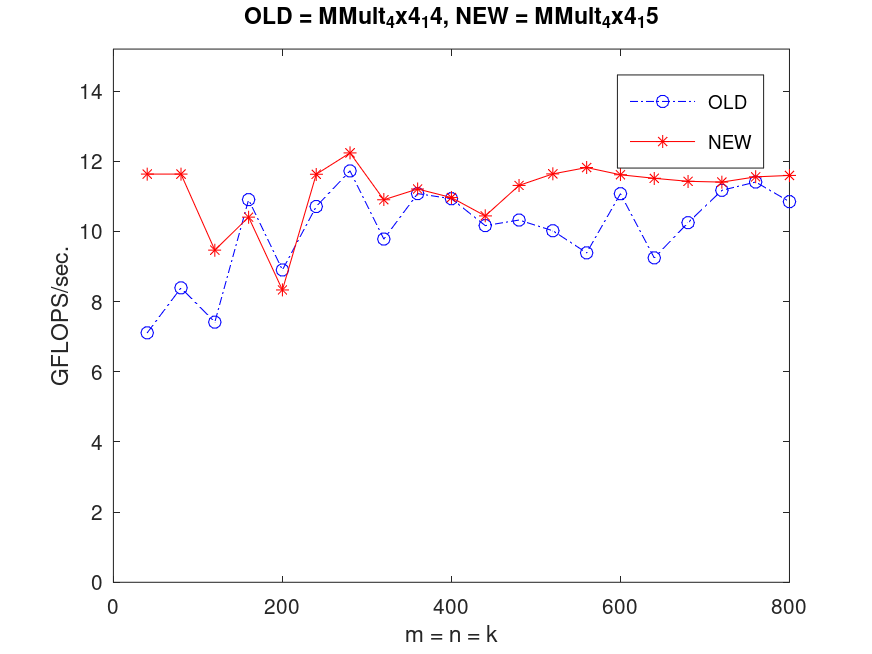 OLD = MMult₄x4₁4, NEW = MMult₄x4₁5
OLD
NEW
14
12
10
8
6
4
2
0
GFLOPS/sec.
0 200 400 600 800
m = n = k